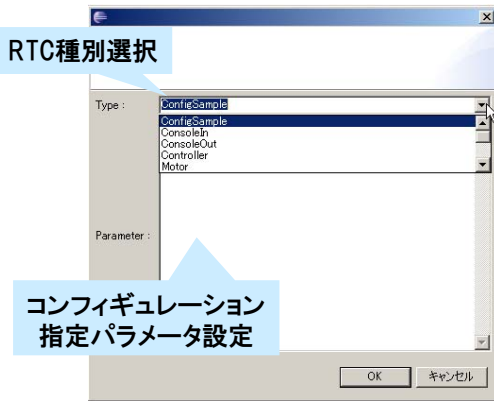 RTC種別選択
Type :
ConfigSample
ConfigSample
ConsoleIn
ConsoleOut
Controller
Motor
Parameter :
コンフィギュレーション
指定パラメータ設定
OK
キャンセル